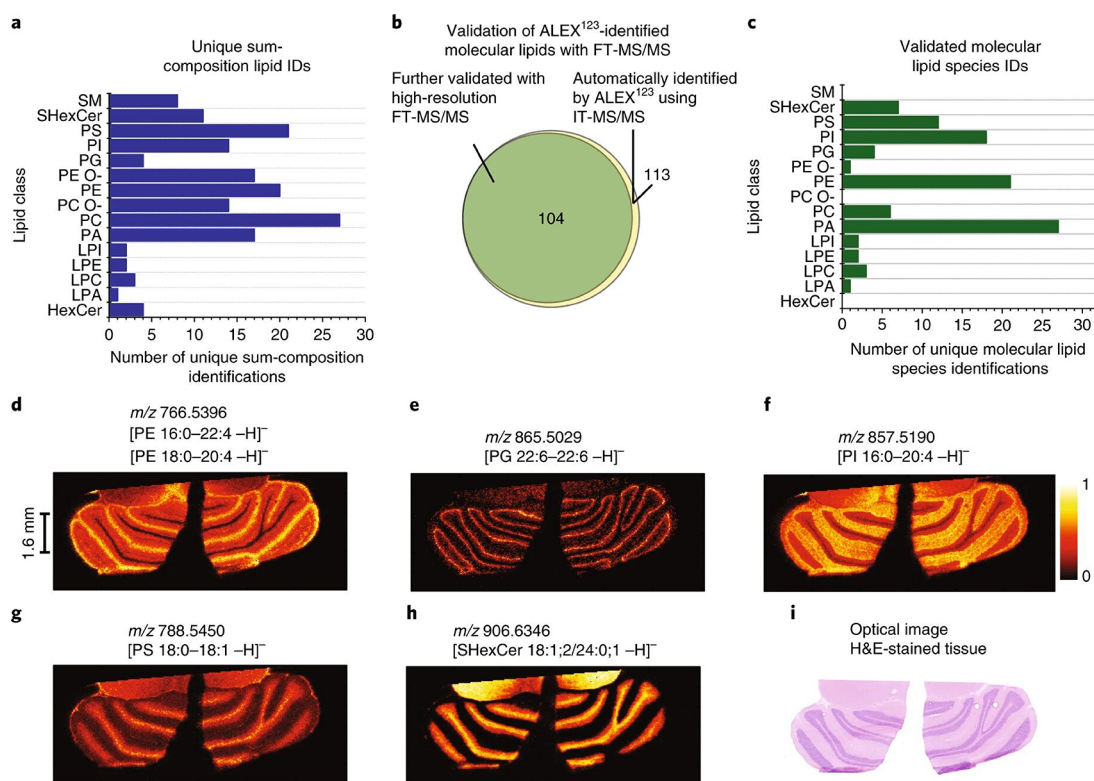 a
Unique sum-
composition lipid IDs
Lipid class
SM
SHexCer
PS
PI
PG
PE O-
PE
PC O-
PC
PA
LPI
LPE
LPC
LPA
HexCer
0 5 10 15 20 25 30
Number of unique sum-composition
identifications
b
Validation of ALEX¹²³-identified
molecular lipids with FT-MS/MS
Further validated with
high-resolution
FT-MS/MS
Automatically identified
by ALEX¹²³ using
IT-MS/MS
113
104
c
Validated molecular
lipid species IDs
Lipid class
SM
SHexCer
PS
PI
PG
PE O-
PE
PC O-
PC
PA
LPI
LPE
LPC
LPA
HexCer
0 5 10 15 20 25 30
Number of unique molecular lipid
species identifications
d
m/z 766.5396
[PE 16:0–22:4 –H]⁻
[PE 18:0–20:4 –H]⁻
1.6 mm
e
m/z 865.5029
[PG 22:6–22:6 –H]⁻
f
m/z 857.5190
[PI 16:0–20:4 –H]⁻
1
0
g
m/z 788.5450
[PS 18:0–18:1 –H]⁻
h
m/z 906.6346
[SHexCer 18:1;2/24:0;1 –H]⁻
i
Optical image
H&E-stained tissue